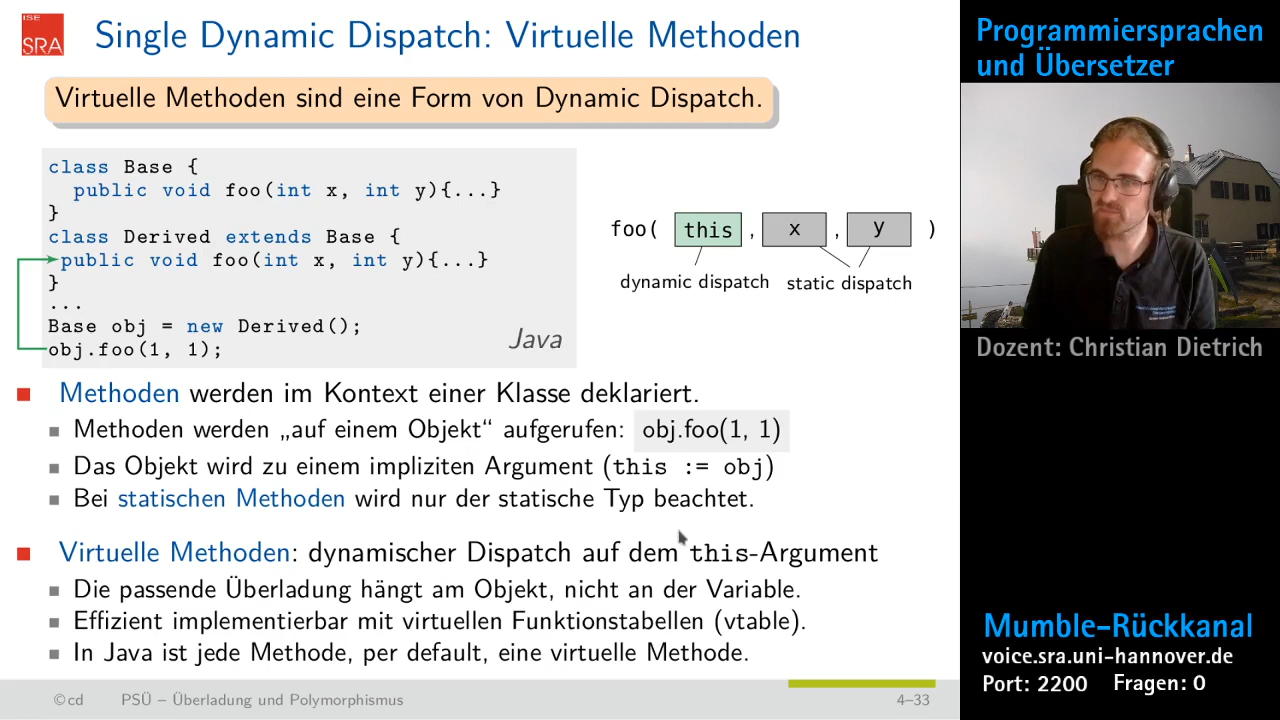 ISE
SRA
Single Dynamic Dispatch: Virtuelle Methoden
Virtuelle Methoden sind eine Form von Dynamic Dispatch.
class Base {
public void foo(int x, int y){...}
}
class Derived extends Base {
public void foo(int x, int y){...}
}
...
Base obj = new Derived();
obj.foo(1, 1);
Java
foo( this , x , y )
dynamic dispatch static dispatch
Methoden werden im Kontext einer Klasse deklariert.
Methoden werden „auf einem Objekt“ aufgerufen: obj.foo(1, 1)
Das Objekt wird zu einem impliziten Argument (this := obj)
Bei statischen Methoden wird nur der statische Typ beachtet.
Virtuelle Methoden: dynamischer Dispatch auf dem this-Argument
Die passende Überladung hängt am Objekt, nicht an der Variable.
Effizient implementierbar mit virtuellen Funktionstabellen (vtable).
In Java ist jede Methode, per default, eine virtuelle Methode.
©cd PSÜ – Überladung und Polymorphismus 4–33
Programmiersprachen
und Übersetzer
Dozent: Christian Dietrich
Mumble-Rückkanal
voice.sra.uni-hannover.de
Port: 2200 Fragen: 0